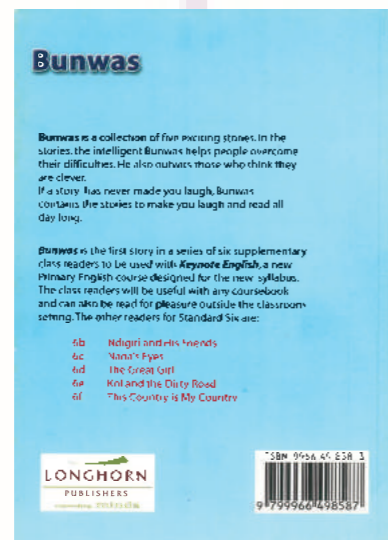 Bunwas
Bunwas is a collection of five exciting stories. In the
stories, the intelligent Bunwas helps people overcome
their difficulties. He also outwits those who think they
are clever.
If a story has never made you laugh, Bunwas
contains the stories to make you laugh and read all
day long.
Bunwas is the first story in a series of six supplementary
class readers to be used with Keynote English, a new
Primary English course designed for the new syllabus.
The class readers will be useful with any coursebook
and can also be read for pleasure outside the classroom
setting. The other readers for Standard Six are:
6b Ndigiri and His Friends
6c Nana's Eyes
6d The Great Girl
6e Koi and the Dirty Road
6f This Country is My Country
LONGHORN
PUBLISHERS
ISBN 9966 49 858 3
9 799966 498587